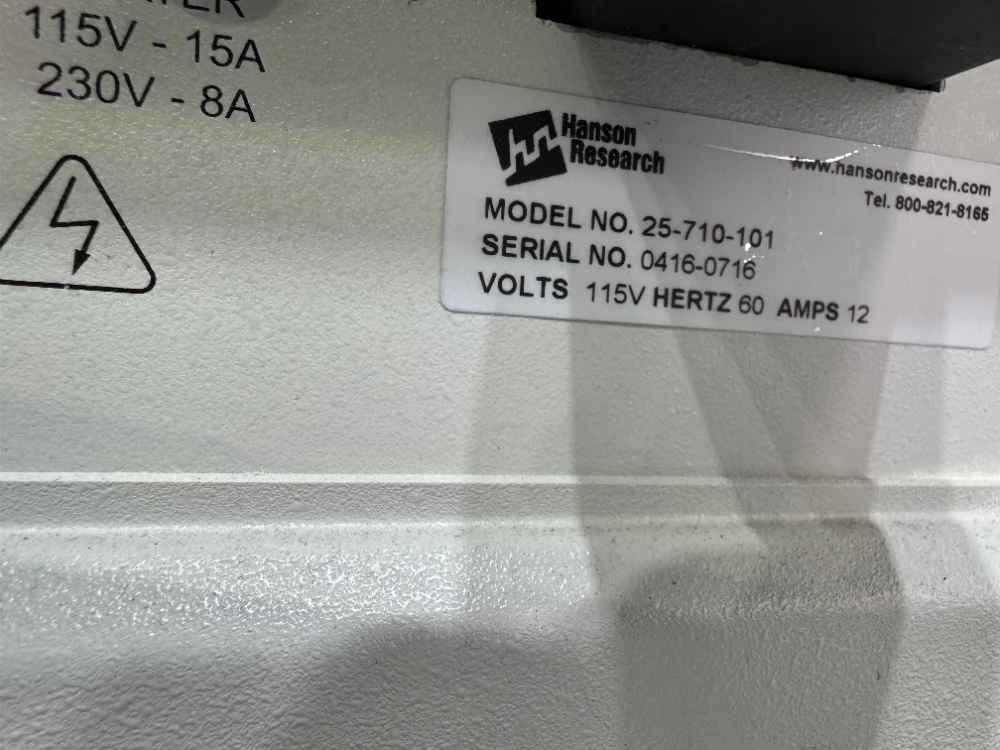 115V - 15A
230V - 8A
Hanson
Research
www.hansonresearch.com
Tel. 800-821-8165
MODEL NO. 25-710-101
SERIAL NO. 0416-0716
VOLTS 115V HERTZ 60 AMPS 12